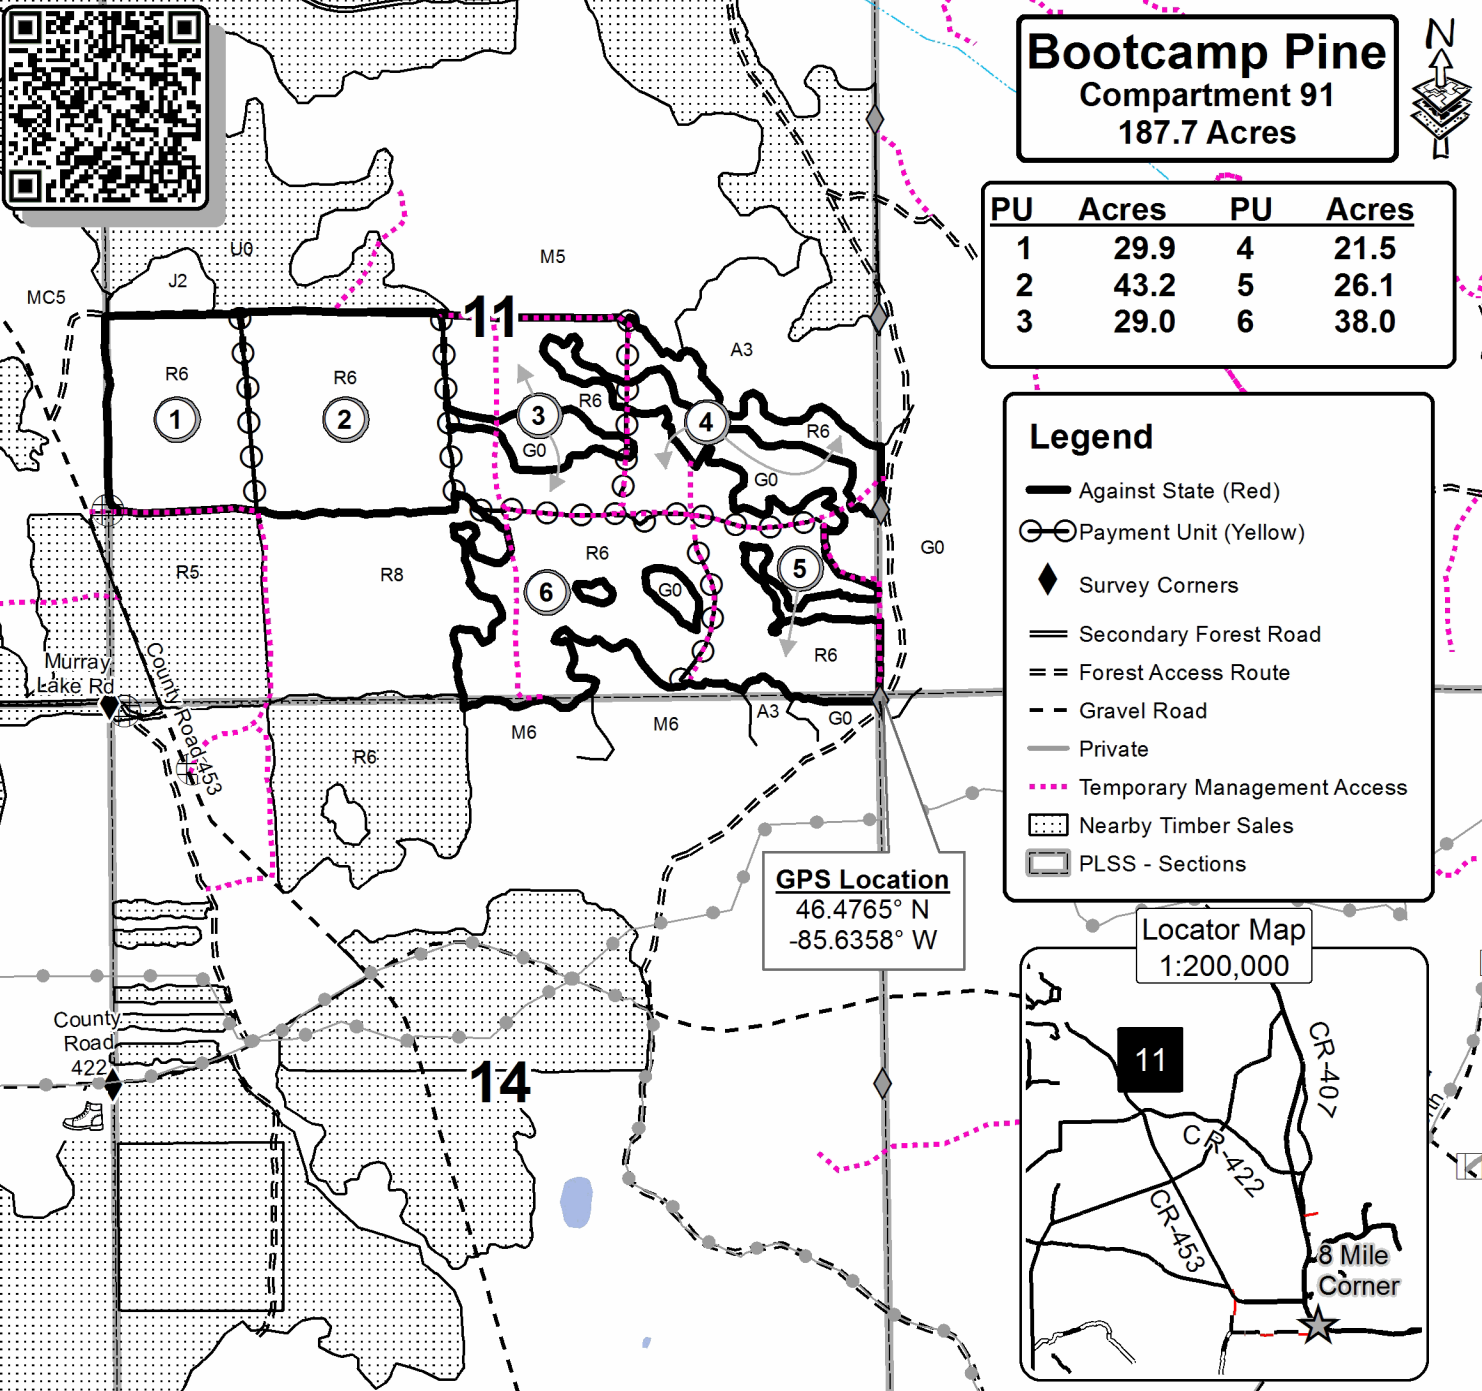 Bootcamp Pine
Compartment 91
187.7 Acres
N
PU Acres PU Acres
1 29.9 4 21.5
2 43.2 5 26.1
3 29.0 6 38.0
Legend
Against State (Red)
Payment Unit (Yellow)
Survey Corners
Secondary Forest Road
Forest Access Route
Gravel Road
Private
Temporary Management Access
Nearby Timber Sales
PLSS - Sections
U0
M5
J2
MC5
11
A3
R6
R6
R6
1
2
3
4
R6
G0
G0
G0
R5
R8
R6
6
G0
5
R6
Murray
Lake Rd
County Road 453
M6
M6
A3
G0
R6
GPS Location
46.4765° N
-85.6358° W
County
Road
422
14
Locator Map
1:200,000
11
CR-407
CR-422
CR-453
8 Mile
Corner